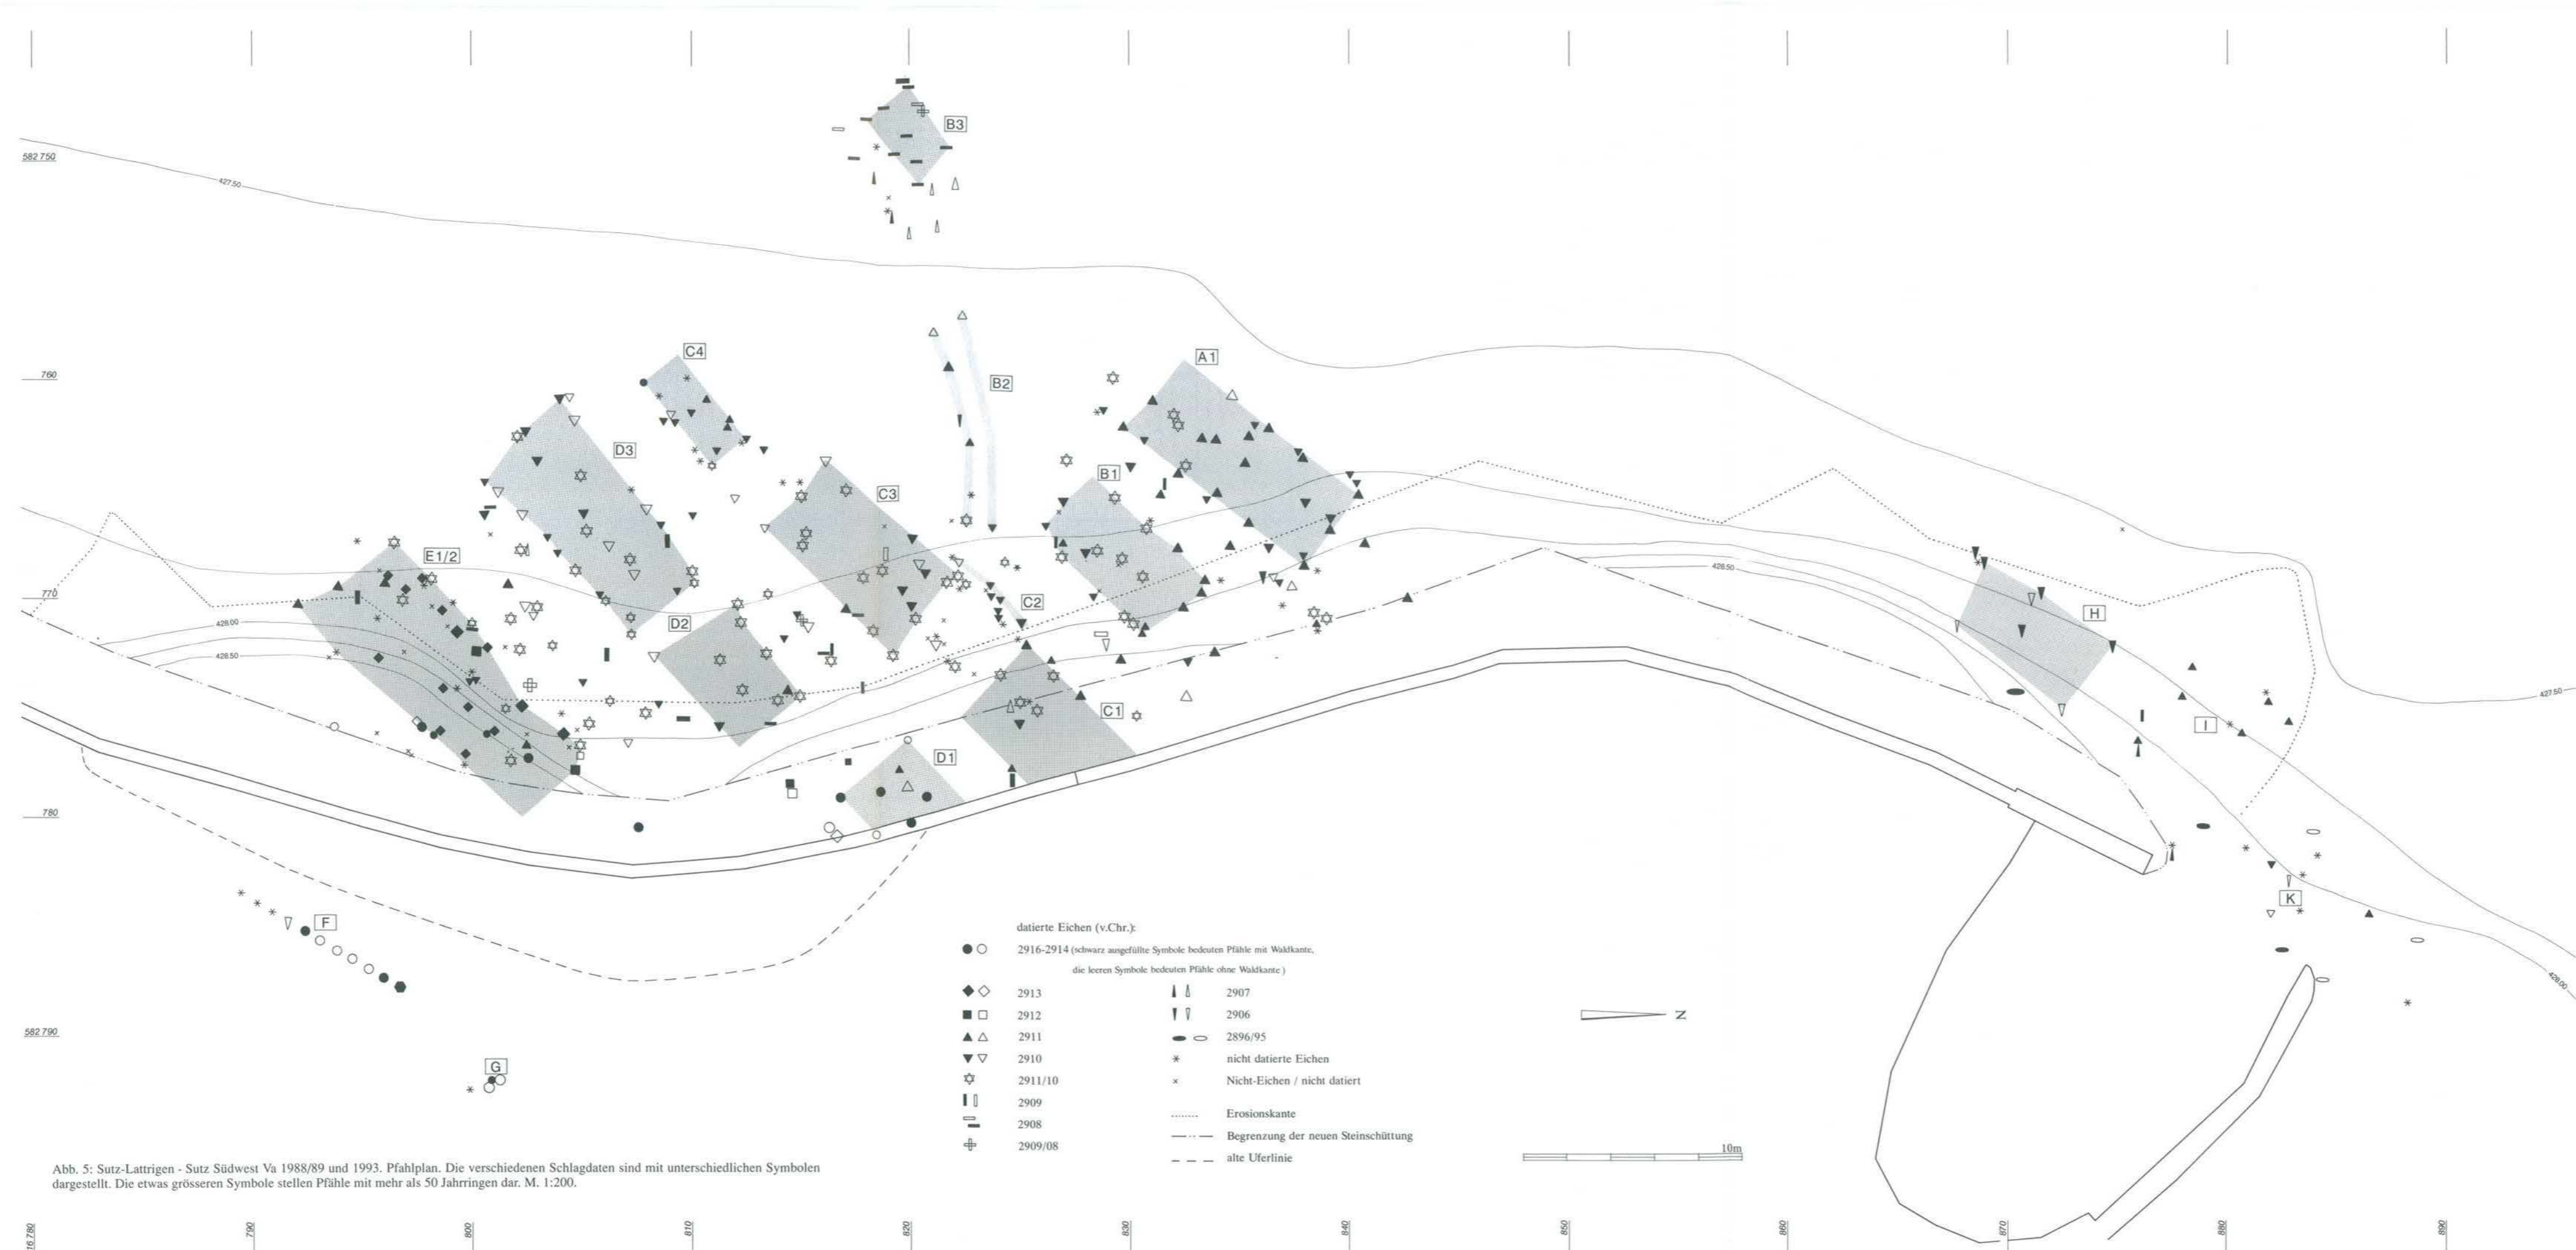 B3
582 750
427.50
C4
A1
760
B2
D3
B1
C3
E1/2
428.50
770
C2
H
D2
428.00
428.50
427.50
C1
I
D1
780
K
F
428.00
datierte Eichen (v.Chr.):
2916-2914 (schwarz ausgefüllte Symbole bedeuten Pfähle mit Waldkante,
die leeren Symbole bedeuten Pfähle ohne Waldkante )
2913
2907
2912
2906
582 790
2911
2896/95
2910
nicht datierte Eichen
G
2911/10
Nicht-Eichen / nicht datiert
2909
Erosionskante
2908
Begrenzung der neuen Steinschüttung
2909/08
alte Uferlinie
N
10m
Abb. 5: Sutz-Lattrigen - Sutz Südwest Va 1988/89 und 1993. Pfahlplan. Die verschiedenen Schlagdaten sind mit unterschiedlichen Symbolen
dargestellt. Die etwas grösseren Symbole stellen Pfähle mit mehr als 50 Jahrringen dar. M. 1:200.
790
800
810
820
830
840
850
860
870
880
890